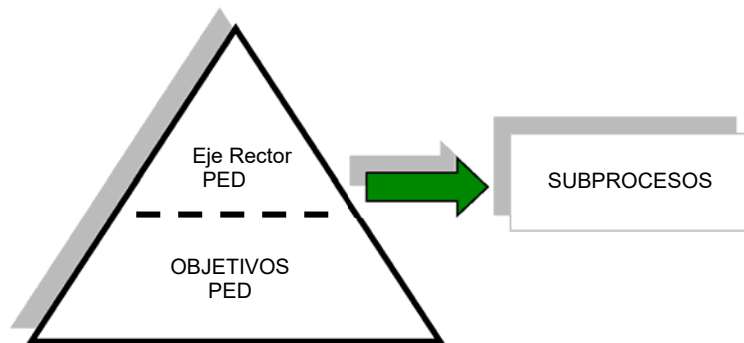 Eje Rector
PED
OBJETIVOS
PED
SUBPROCESOS